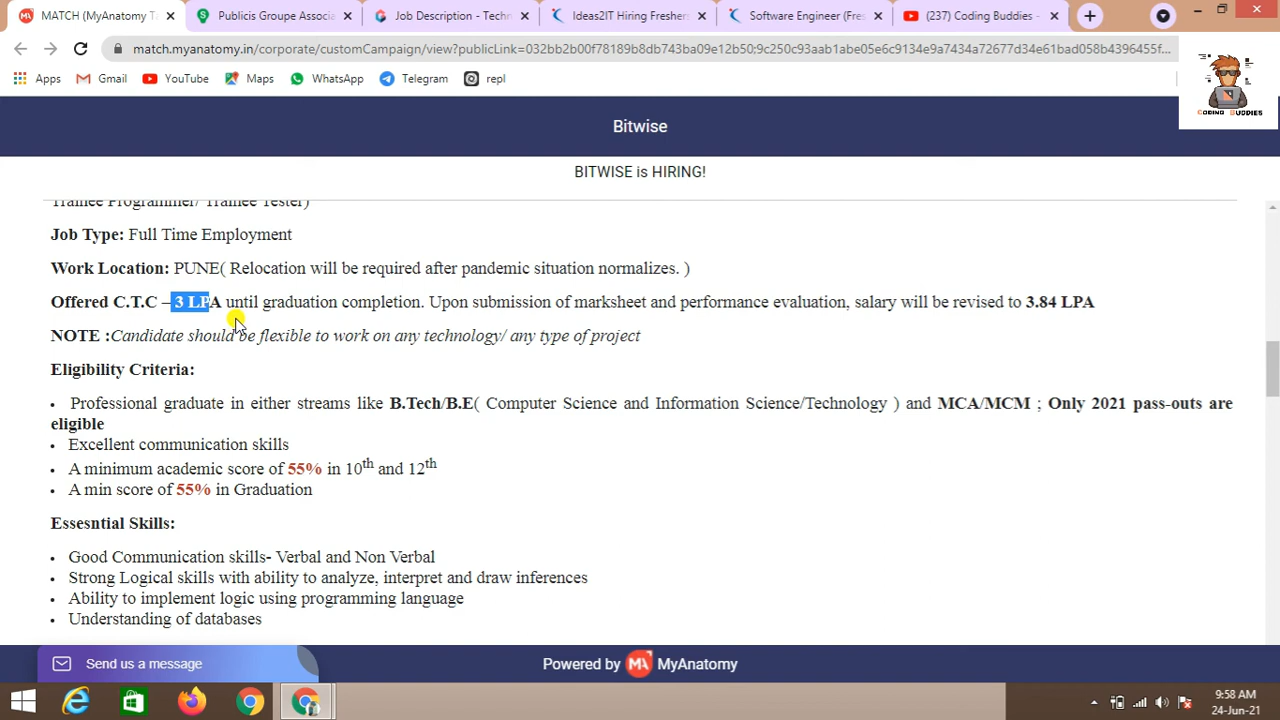 MATCH (MyAnatomy Ta
Publicis Groupe Associa
Job Description - Techn
Ideas2IT Hiring Freshers
Software Engineer (Fres
(237) Coding Buddies -
match.myanatomy.in/corporate/customCampaign/view?publicLink=032bb2b00f78189b8db743ba09e12b50:9c250c93aab1abe05e6c9134e9a7434a72677d34e61bad058b4396455f...
Apps
Gmail
YouTube
Maps
WhatsApp
Telegram
repl
CODING BUDDIES
Bitwise
BITWISE is HIRING!
Trainee Programmer/ Trainee Tester)
Job Type: Full Time Employment
Work Location: PUNE( Relocation will be required after pandemic situation normalizes. )
Offered C.T.C – 3 LPA until graduation completion. Upon submission of marksheet and performance evaluation, salary will be revised to 3.84 LPA
NOTE :Candidate should be flexible to work on any technology/ any type of project
Eligibility Criteria:
• Professional graduate in either streams like B.Tech/B.E( Computer Science and Information Science/Technology ) and MCA/MCM ; Only 2021 pass-outs are
eligible
• Excellent communication skills
• A minimum academic score of 55% in 10th and 12th
• A min score of 55% in Graduation
Essesntial Skills:
• Good Communication skills- Verbal and Non Verbal
• Strong Logical skills with ability to analyze, interpret and draw inferences
• Ability to implement logic using programming language
• Understanding of databases
Send us a message
Powered by MA MyAnatomy
9:58 AM
24-Jun-21